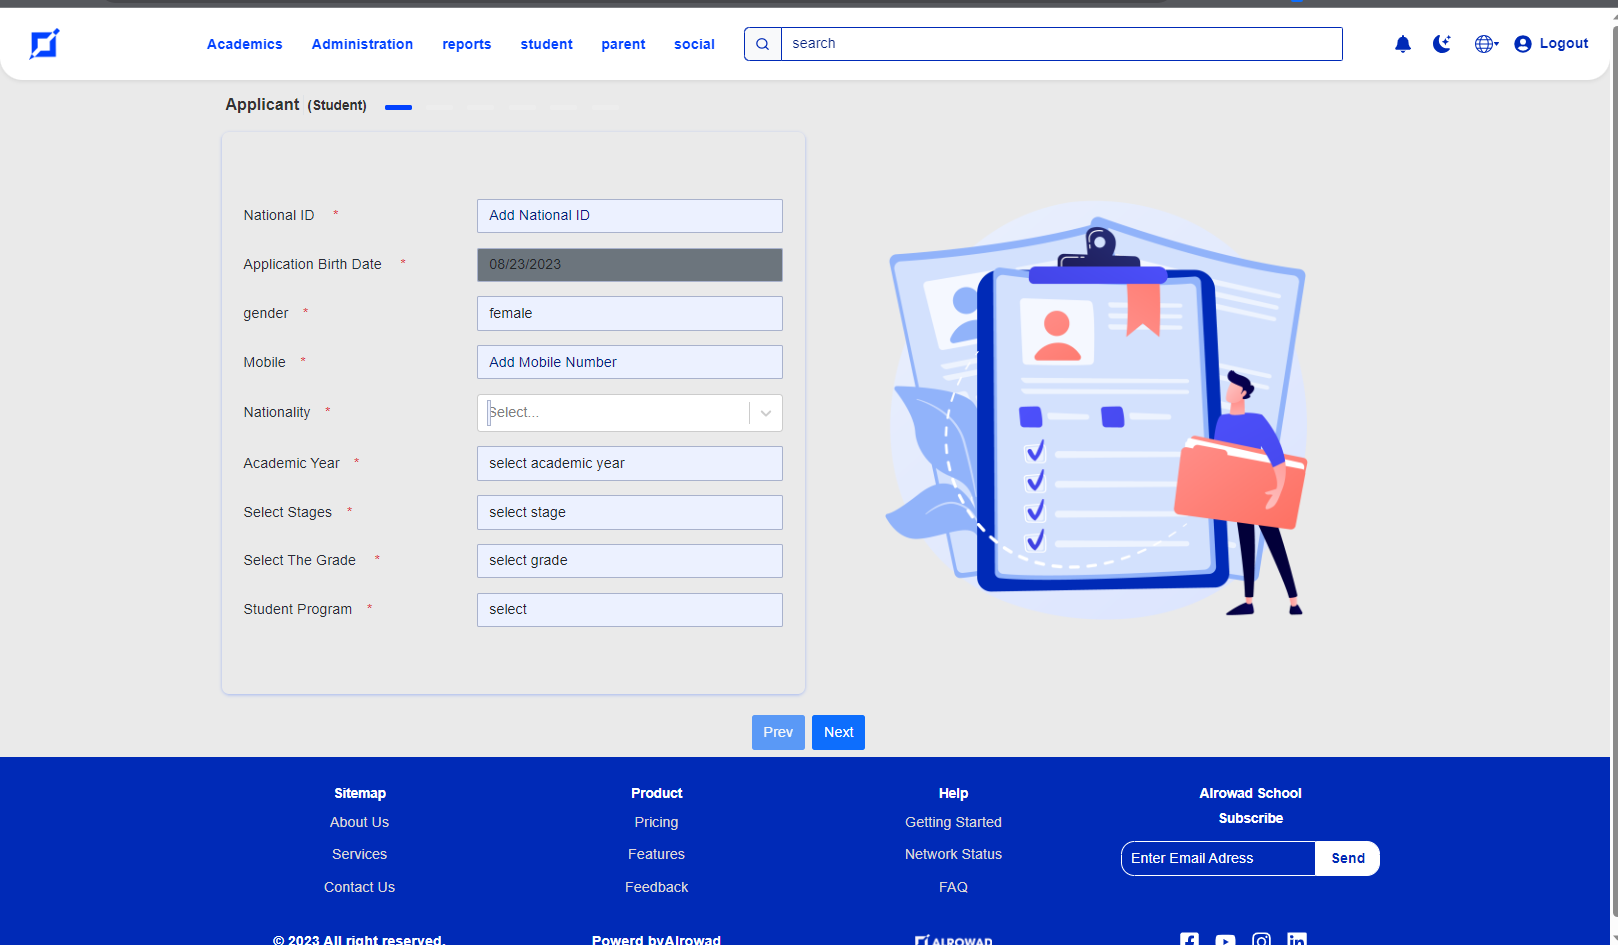 Academics Administration reports student parent social search Logout
Applicant (Student)
National ID * Add National ID
Application Birth Date * 08/23/2023
gender * female
Mobile * Add Mobile Number
Nationality * Select...
Academic Year * select academic year
Select Stages * select stage
Select The Grade * select grade
Student Program * select
Prev Next
Sitemap Product Help Alrowad School
Subscribe
About Us Pricing Getting Started
Services Features Network Status Enter Email Adress Send
Contact Us Feedback FAQ
© 2023 All right reserved. Powerd byAlrowad ALROWAD